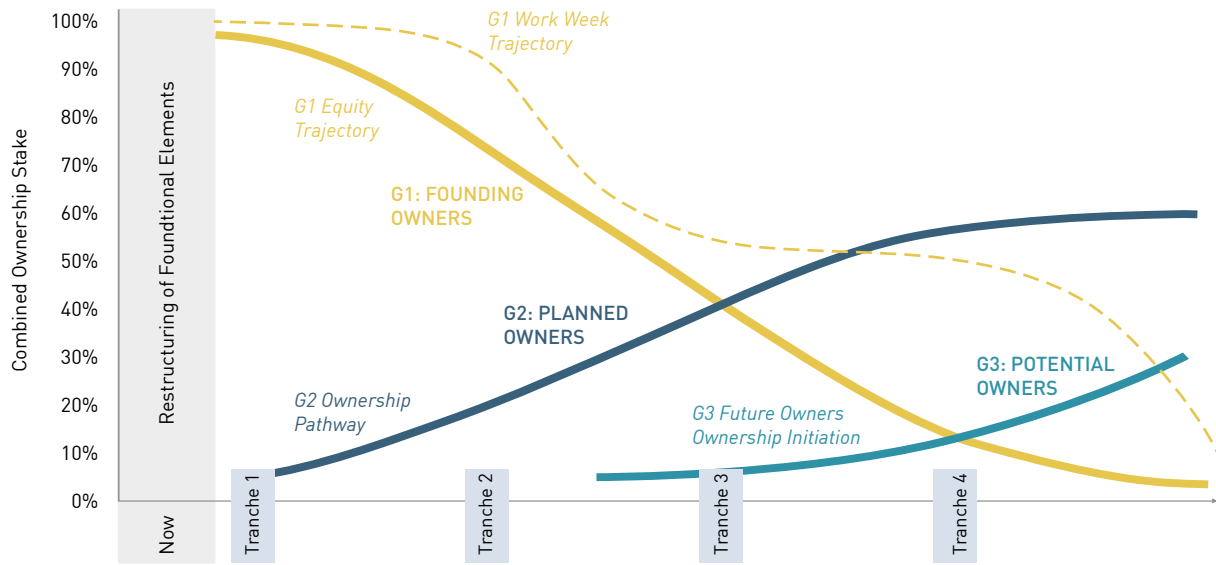 Combined Ownership Stake
100%
90%
80%
70%
60%
50%
40%
30%
20%
10%
0%
Restructuring of Foundtional Elements
Now
G1 Work Week
Trajectory
G1 Equity
Trajectory
G1: FOUNDING
OWNERS
G2: PLANNED
OWNERS
G3: POTENTIAL
OWNERS
G2 Ownership
Pathway
G3 Future Owners
Ownership Initiation
Tranche 1
Tranche 2
Tranche 3
Tranche 4